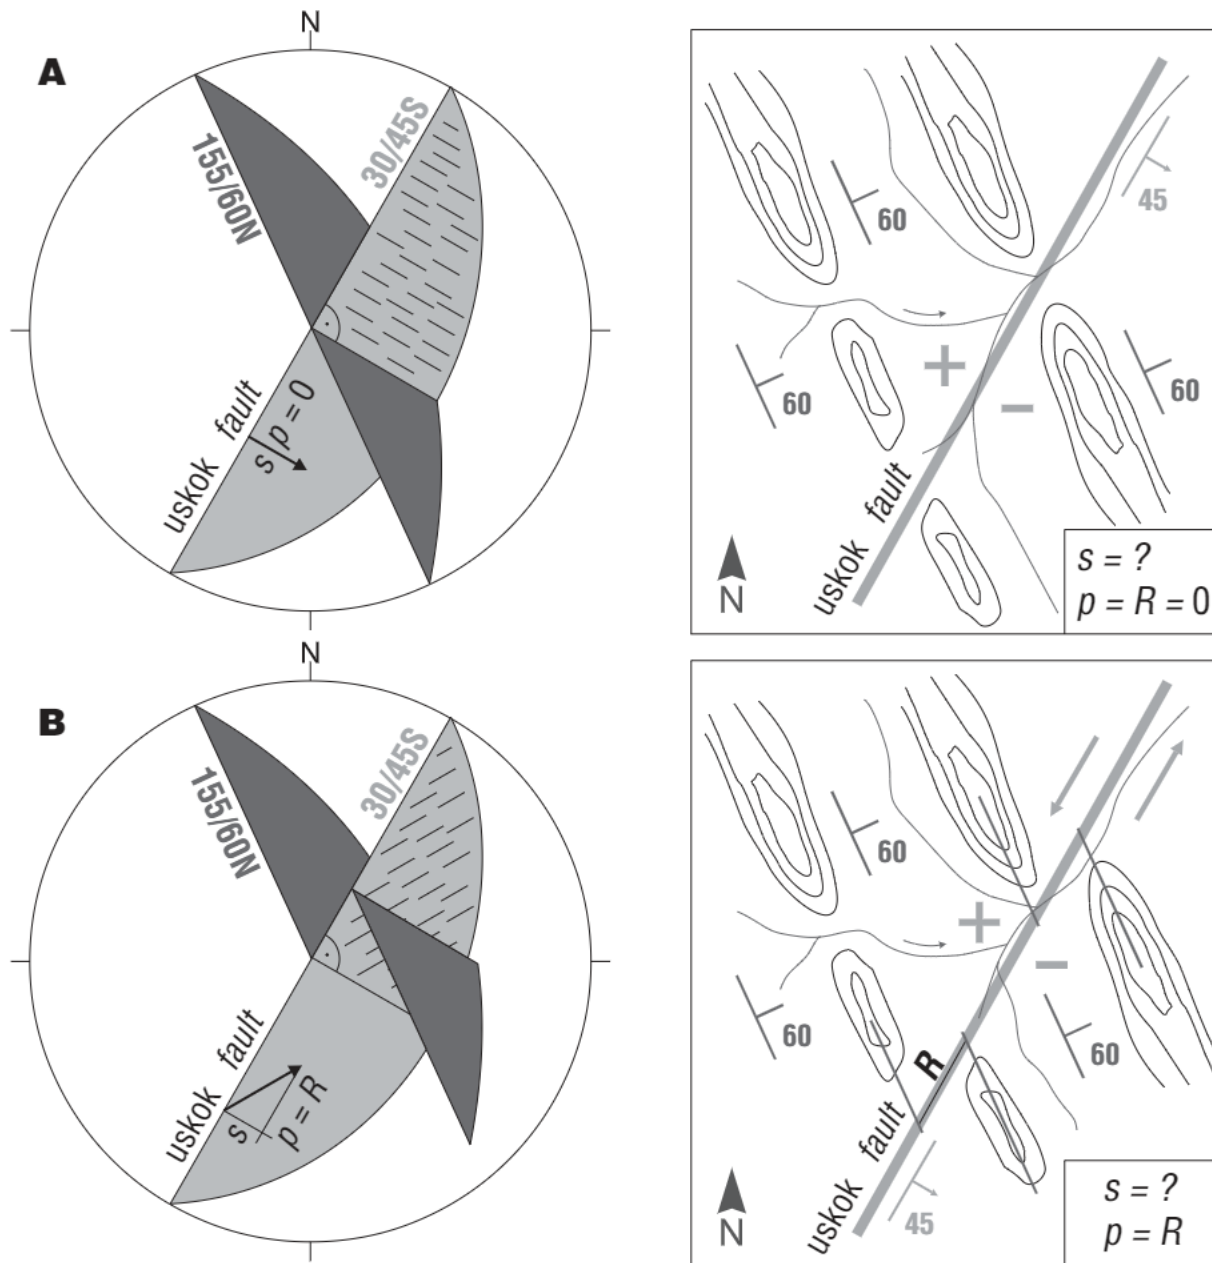 A
N
155/60N
30/45S
uskok fault
s p = 0
60
60
60
45
+
−
uskok fault
N
s = ?
p = R = 0
B
N
155/60N
30/45S
uskok fault
s
p = R
60
60
60
+
−
R
uskok fault
45
N
s = ?
p = R